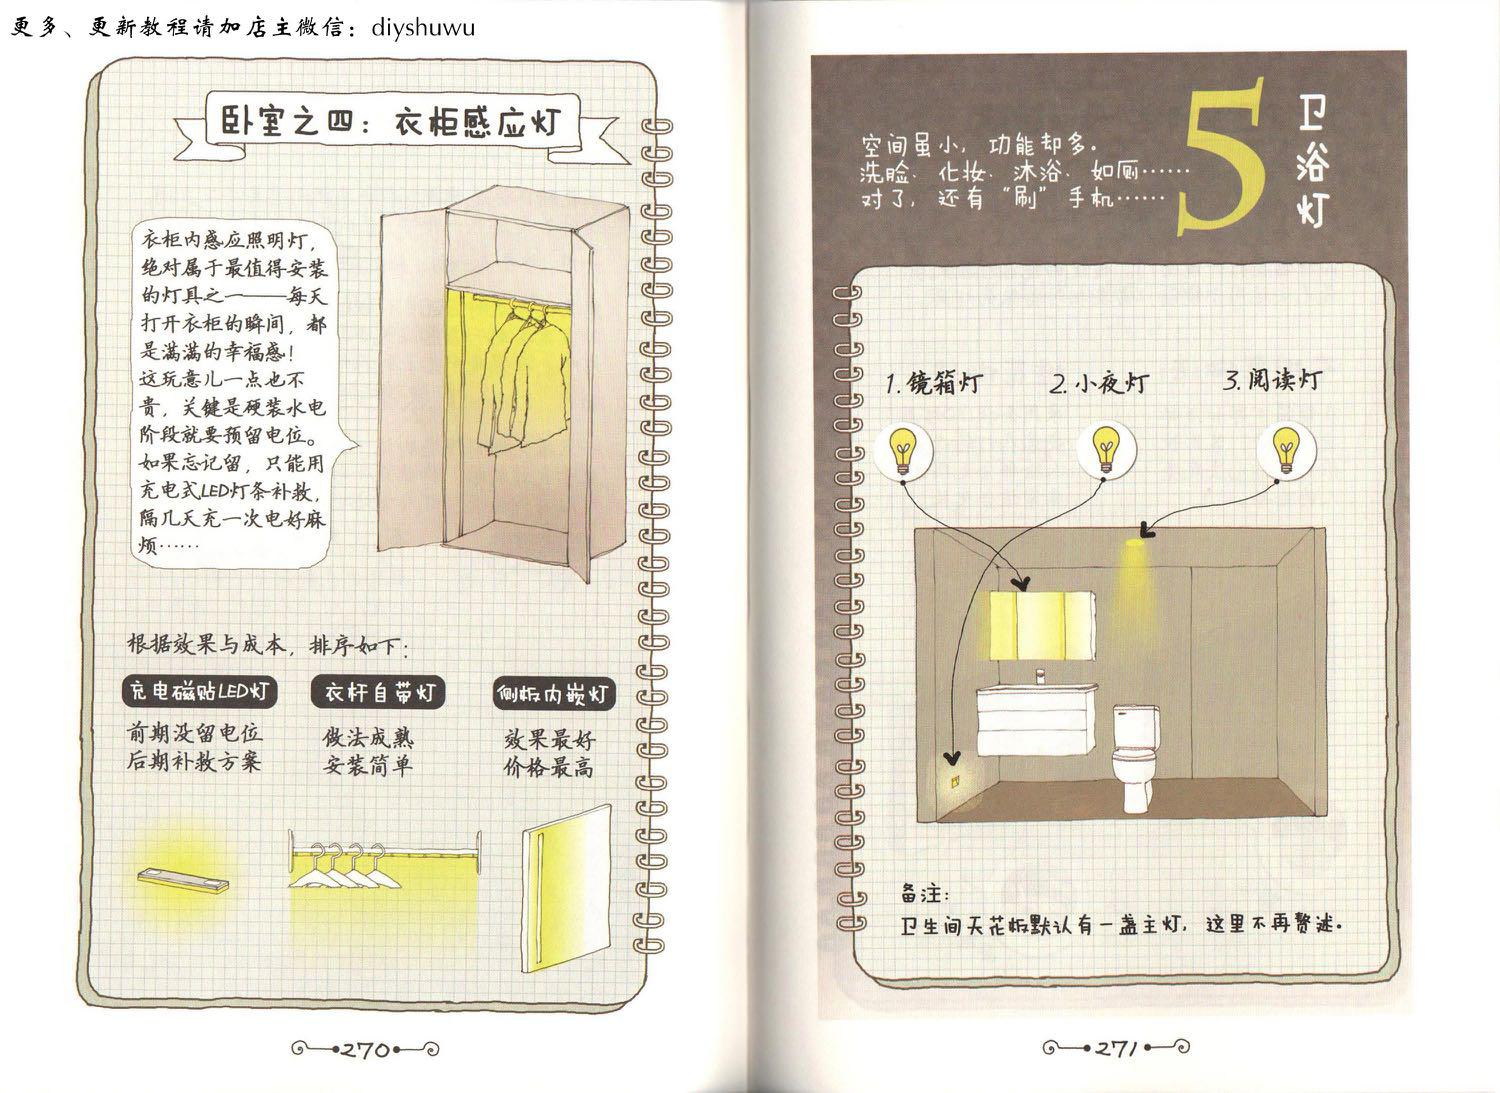 更多、更新教程请加店主微信：diyshuwu
卧室之四：衣柜感应灯
衣柜内感应照明灯，
绝对属于最值得安装
的灯具之一——每天
打开衣柜的瞬间，都
是满满的幸福感！
这玩意儿一点也不
贵，关键是硬装水电
阶段就要预留电位。
如果忘记留，只能用
充电式LED灯条补救，
隔几天充一次电好麻
烦……
根据效果与成本，排序如下：
充电磁贴LED灯
前期没留电位
后期补救方案
衣杆自带灯
做法成熟
安装简单
侧板内嵌灯
效果最好
价格最高
270
5
卫浴灯
空间虽小，功能却多。
洗脸、化妆、沐浴、如厕……
对了，还有“刷”手机……
1.镜箱灯
2.小夜灯
3.阅读灯
备注：
卫生间天花板默认有一盏主灯，这里不再赘述。
271